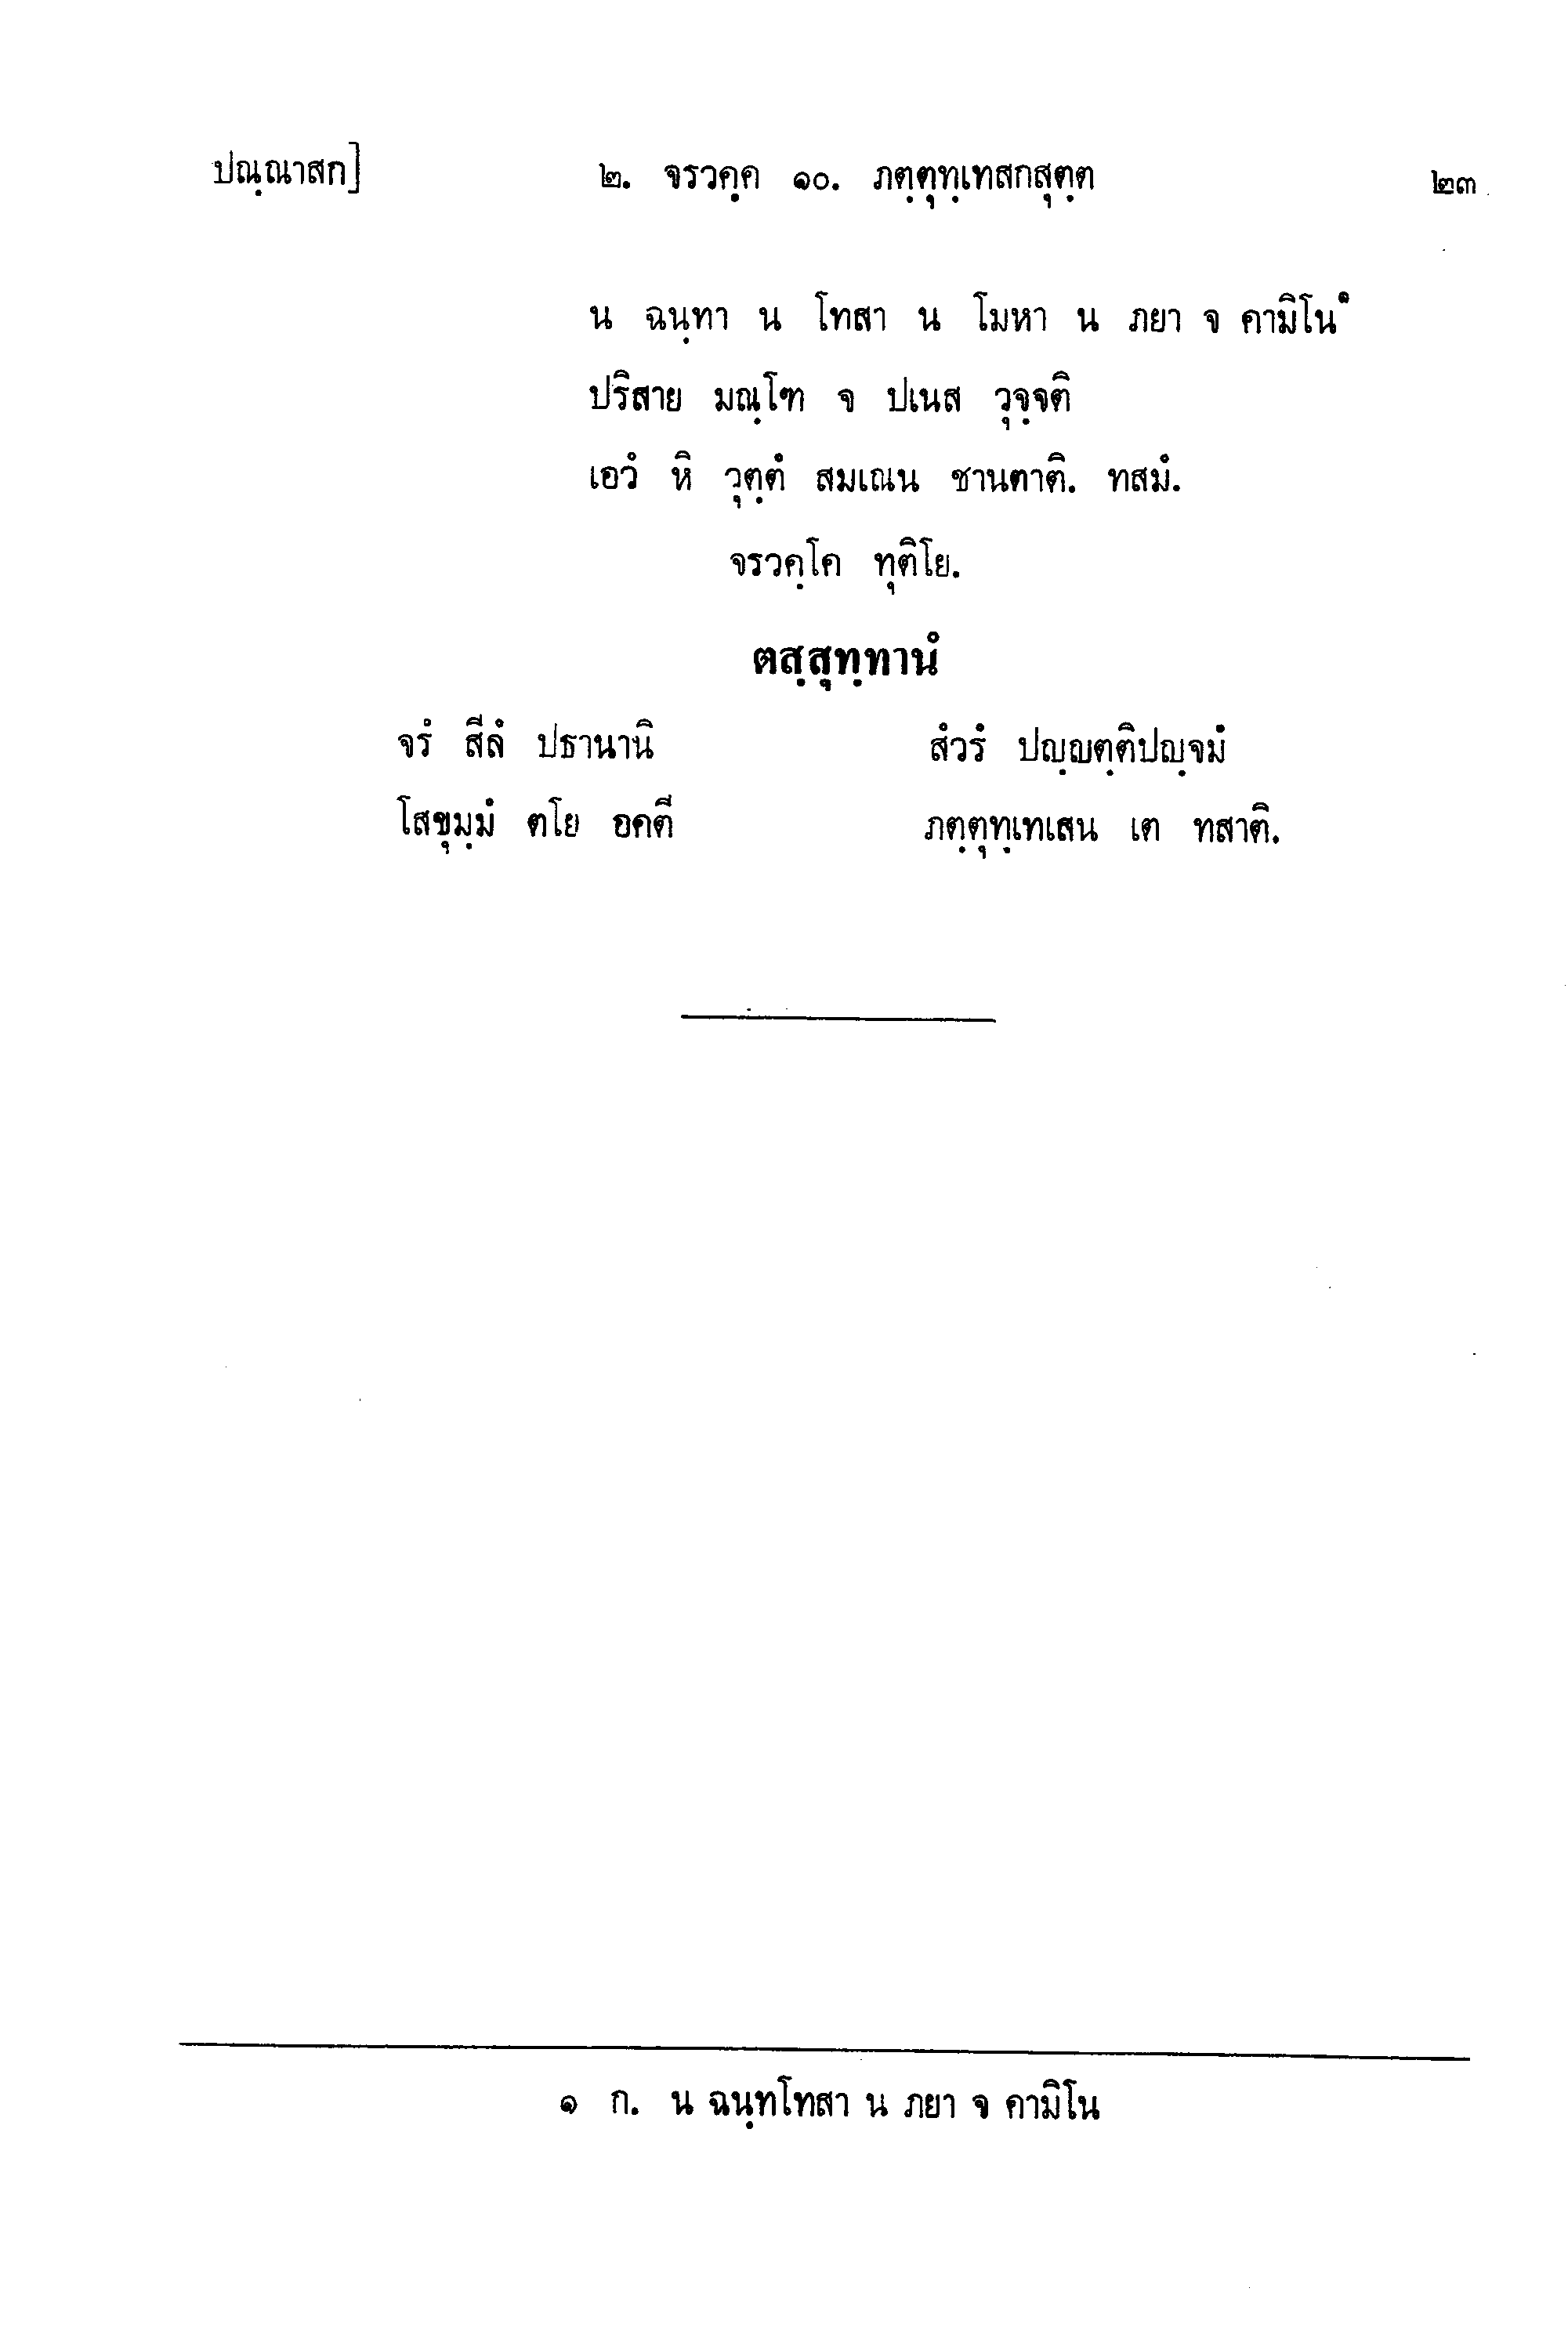 ปณฺณาสก] ๒. จรวคฺค ๑๐. ภตฺตุทฺเทสกสุตฺต ๒๓
น ฉนฺทา น โทสา น โมหา น ภยา จ คามิโน๑
ปริสาย มณฺโฑ จ ปเนส วุจฺจติ
เอวํ หิ วุตฺตํ สมเณน ชานตาติ. ทสมํ.
จรวคฺโค ทุติโย.
ตสฺสุทฺทานํ
จรํ สีลํ ปธานานิ สํวรํ ปญฺญตฺติปญฺจมํ
โสขุมฺมํ ตโย อคตี ภตฺตุทฺเทเสน เต ทสาติ.
๑ ก. น ฉนฺทโทสา น ภยา จ คามิโน